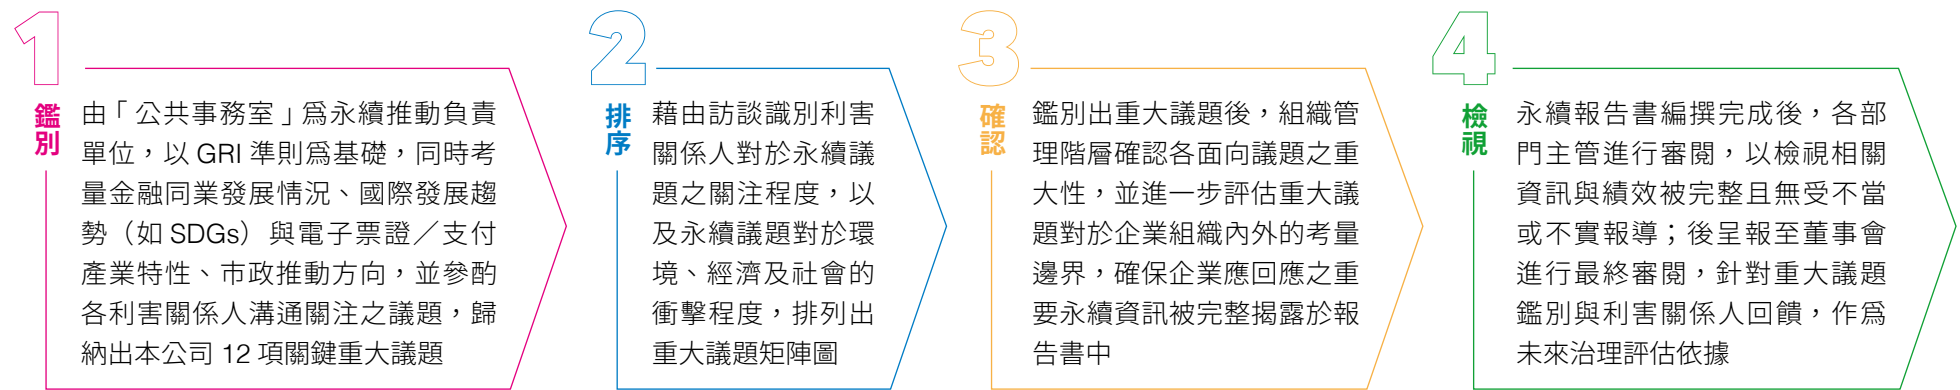 1
鑑別
由「公共事務室」為永續推動負責
單位，以 GRI 準則為基礎，同時考
量金融同業發展情況、國際發展趨
勢（如 SDGs）與電子票證／支付
產業特性、市政推動方向，並參酌
各利害關係人溝通關注之議題，歸
納出本公司 12 項關鍵重大議題
2
排序
藉由訪談識別利害
關係人對於永續議
題之關注程度，以
及永續議題對於環
境、經濟及社會的
衝擊程度，排列出
重大議題矩陣圖
3
確認
鑑別出重大議題後，組織管
理階層確認各面向議題之重
大性，並進一步評估重大議
題對於企業組織內外的考量
邊界，確保企業應回應之重
要永續資訊被完整揭露於報
告書中
4
檢視
永續報告書編撰完成後，各部
門主管進行審閱，以檢視相關
資訊與績效被完整且無受不當
或不實報導；後呈報至董事會
進行最終審閱，針對重大議題
鑑別與利害關係人回饋，作為
未來治理評估依據